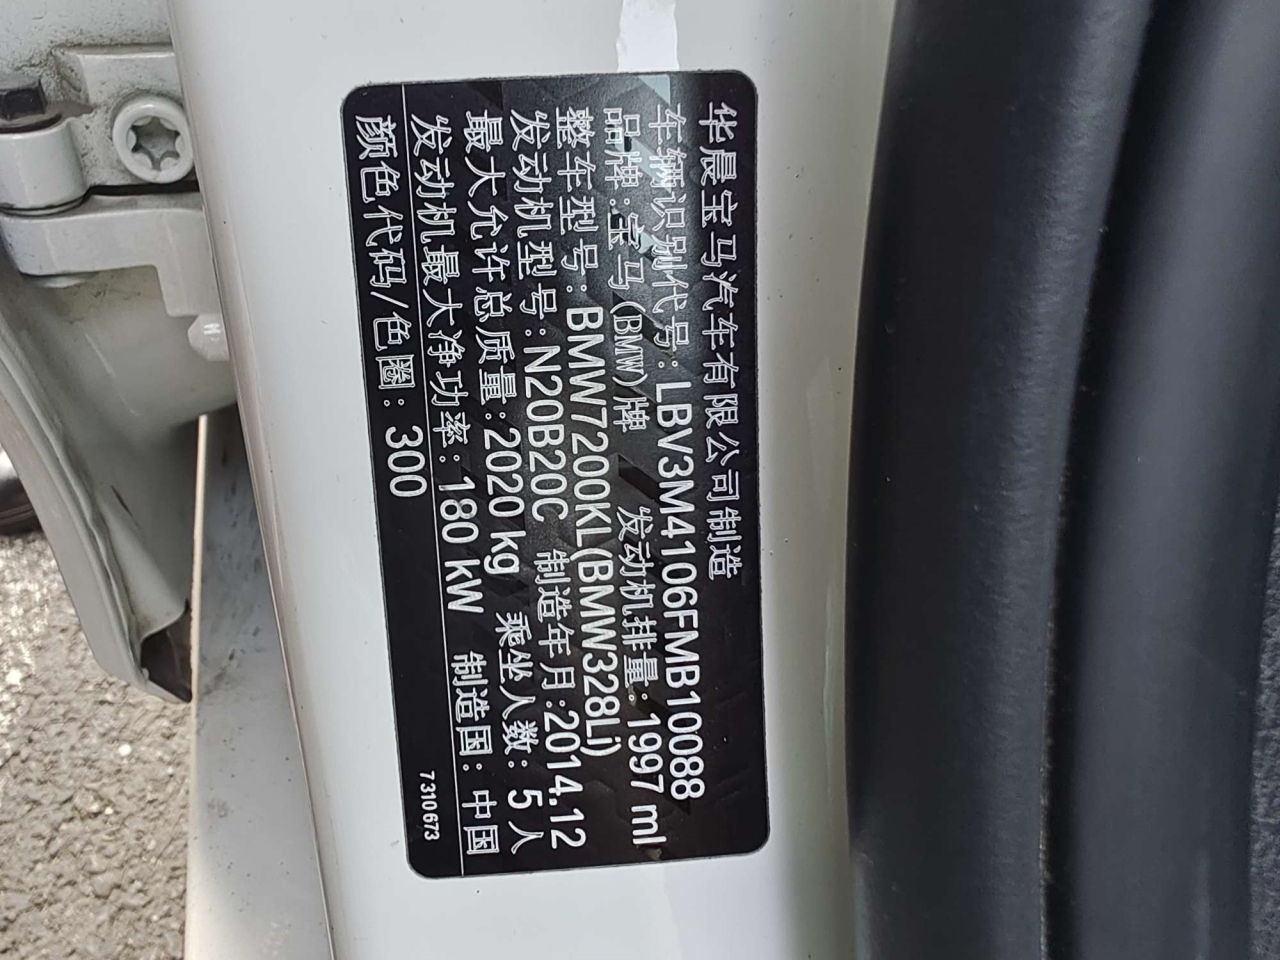 华晨宝马汽车有限公司制造
车辆识别代号:LBV3M4106FMB10088
品牌:宝马(BMW)牌 发动机排量:1997 ml
整车型号:BMW7200KL(BMW328Li)
发动机型号:N20B20C 制造年月:2014.12
最大允许总质量:2020 kg 乘坐人数:5人
发动机最大净功率:180 kW 制造国:中国
颜色代码/色圈:300
7310673